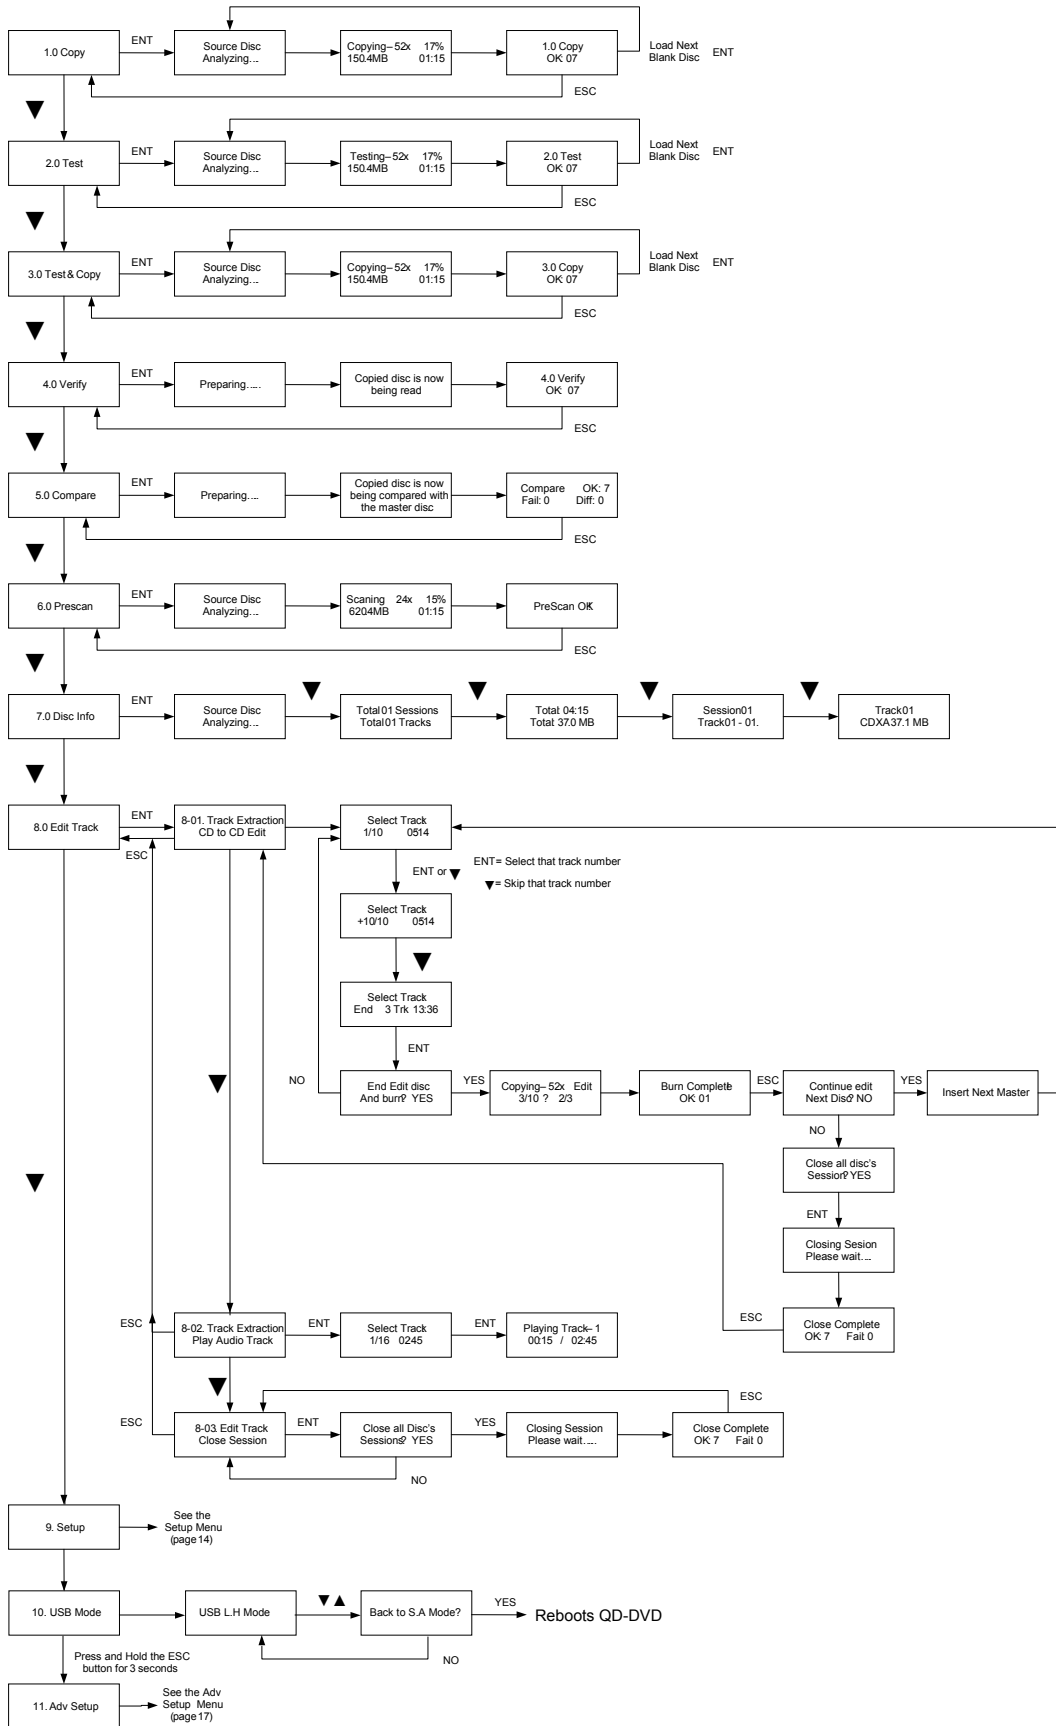 1.0 Copy
ENT
Source Disc
Analyzing....
Copying– 52x 17%
150.4MB 01:15
1.0 Copy
OK: 07
Load Next
Blank Disc
ENT
ESC
2.0 Test
ENT
Source Disc
Analyzing....
Testing– 52x 17%
150.4MB 01:15
2.0 Test
OK: 07
Load Next
Blank Disc
ENT
ESC
3.0 Test & Copy
ENT
Source Disc
Analyzing....
Copying– 52x 17%
150.4MB 01:15
3.0 Copy
OK: 07
Load Next
Blank Disc
ENT
ESC
4.0 Verify
ENT
Preparing.....
Copied disc is now
being read
4.0 Verify
OK: 07
ESC
5.0 Compare
ENT
Preparing.....
Copied disc is now
being compared with
the master disc
Compare OK: 7
Fail: 0 Diff: 0
ESC
6.0 Prescan
ENT
Source Disc
Analyzing....
Scaning 24x 15%
620.4MB 01:15
PreScan OK!
ESC
7.0 Disc Info
ENT
Source Disc
Analyzing....
Total 01 Sessions
Total 01 Tracks
Total: 04:15
Total: 37.0 MB
Session01
Track01 - 01.
Track01
CDXA 37.1 MB
8.0 Edit Track
ENT
ESC
8-01. Track Extraction
CD to CD Edit
Select Track:
1/10 05:14
ENT or ▼
ENT = Select that track number
▼ = Skip that track number
Select Track:
+10/10 05:14
Select Track:
End 3 Trk 13:36
ENT
NO
End Edit disc
And burn? YES
YES
Copying– 52x Edit
3/10 ? 2/3
Burn Complete!
OK: 01
ESC
Continue edit
Next Disc? NO
YES
Insert Next Master
NO
Close all disc's
Session? YES
ENT
Closing Sesion
Please wait....
ESC
Close Complete
OK: 7 Fail: 0
ESC
8-02. Track Extraction
Play Audio Track
ENT
Select Track:
1/16 02:45
ENT
Playing Track– 1
00:15 / 02:45
ESC
ESC
8-03. Edit Track
Close Session
ENT
Close all Disc's
Sessions? YES
YES
Closing Session
Please wait.....
Close Complete
OK: 7 Fail: 0
NO
9. Setup
See the
Setup Menu
(page 14)
10. USB Mode
USB L.H Mode
▼▲
Back to S.A Mode?
YES
Reboots QD-DVD
NO
Press and Hold the ESC
button for 3 seconds
11. Adv Setup
See the Adv
Setup Menu
(page 17)